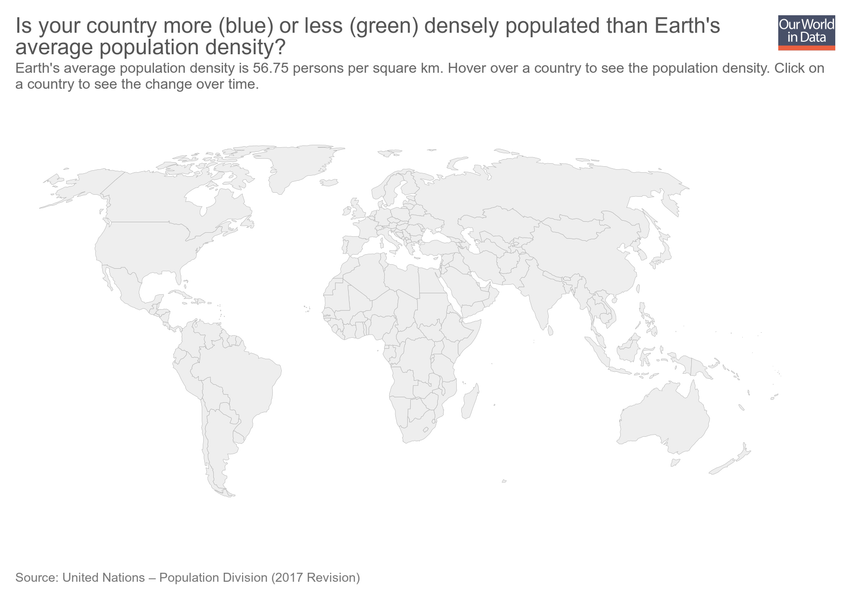 Is your country more (blue) or less (green) densely populated than Earth's
average population density?
Our World
in Data
Earth's average population density is 56.75 persons per square km. Hover over a country to see the population density. Click on
a country to see the change over time.
Source: United Nations – Population Division (2017 Revision)